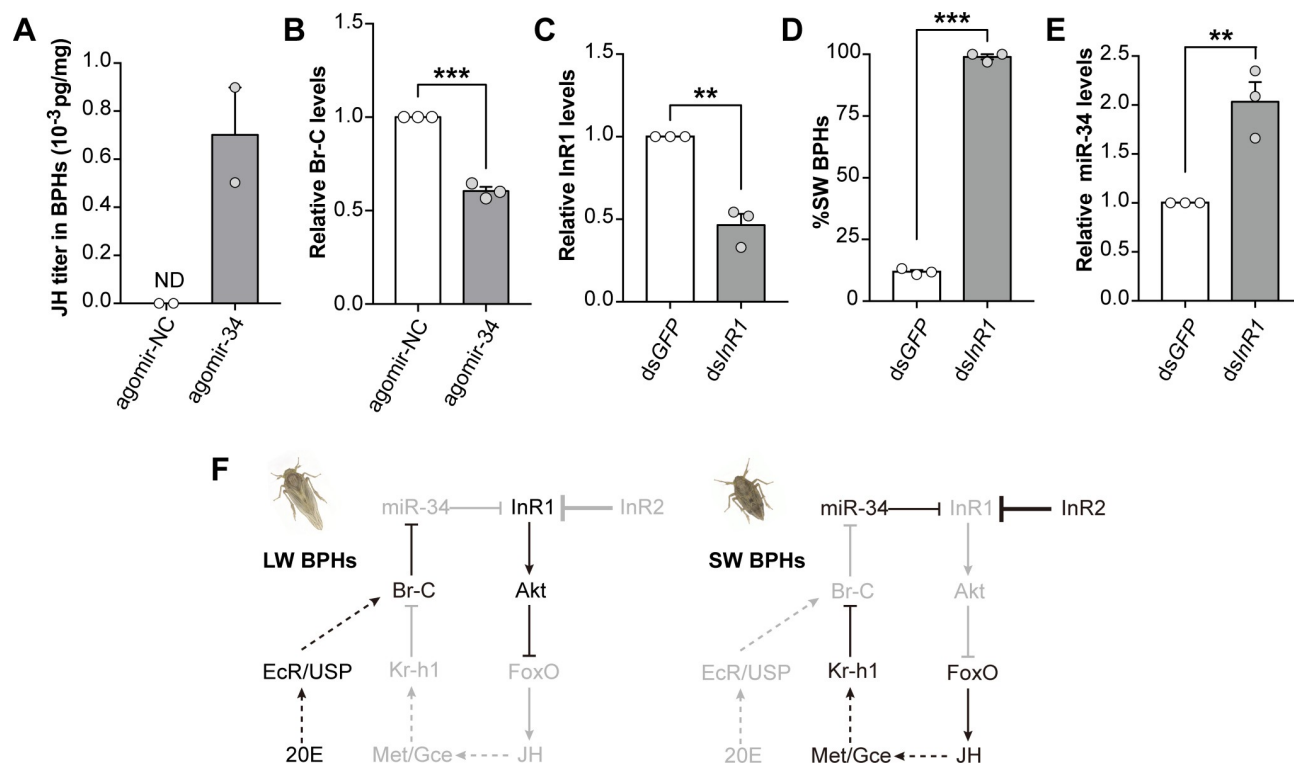 A
JH titer in BPHs (10-3pg/mg)
1.0
0.8
0.6
0.4
0.2
0.0
ND
agomir-NC
agomir-34
B
Relative Br-C levels
1.5
1.0
0.5
0.0
***
agomir-NC
agomir-34
C
Relative InR1 levels
1.5
1.0
0.5
0.0
**
dsGFP
dsInR1
D
%SW BPHs
100
75
50
25
0
***
dsGFP
dsInR1
E
Relative miR-34 levels
2.5
2.0
1.5
1.0
0.5
0.0
**
dsGFP
dsInR1
F
LW BPHs
miR-34
InR1
InR2
Br-C
Akt
EcR/USP
Kr-h1
FoxO
20E
Met/Gce
JH
SW BPHs
miR-34
InR1
InR2
Br-C
Akt
EcR/USP
Kr-h1
FoxO
20E
Met/Gce
JH